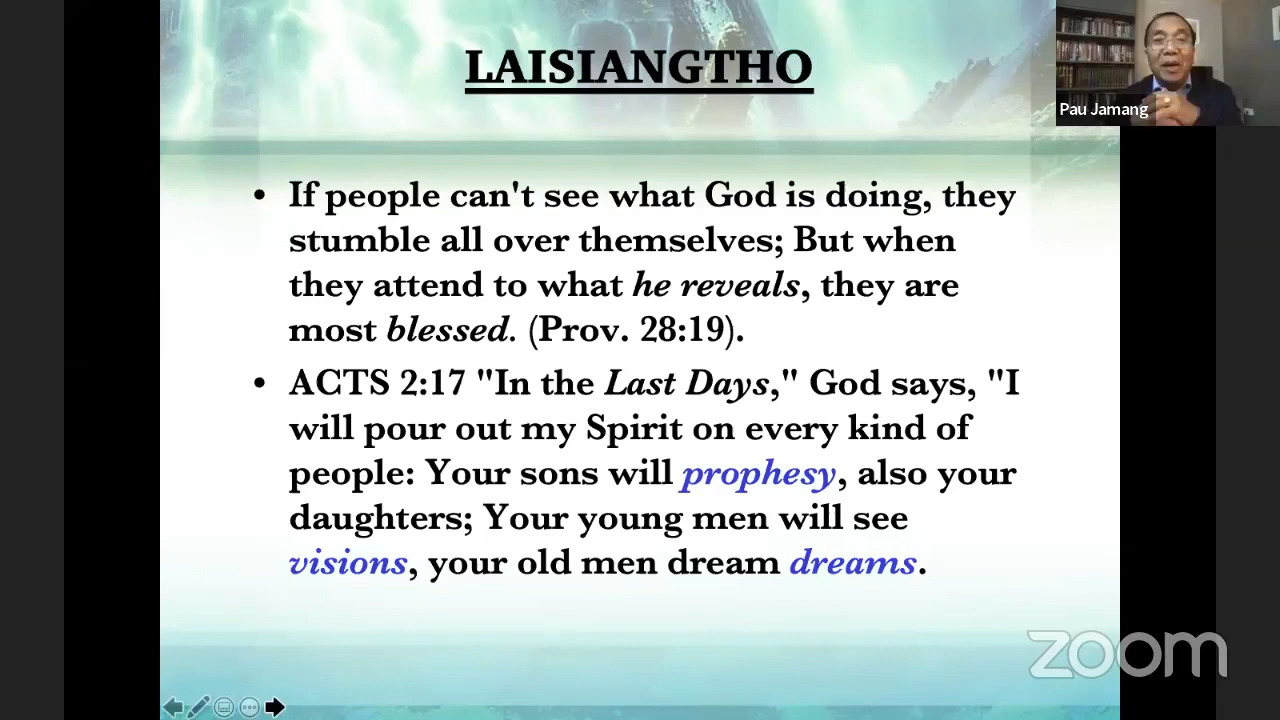 LAISIANGTHO
Pau Jamang
• If people can't see what God is doing, they
stumble all over themselves; But when
they attend to what he reveals, they are
most blessed. (Prov. 28:19).
• ACTS 2:17 "In the Last Days," God says, "I
will pour out my Spirit on every kind of
people: Your sons will prophesy, also your
daughters; Your young men will see
visions, your old men dream dreams.
zoom